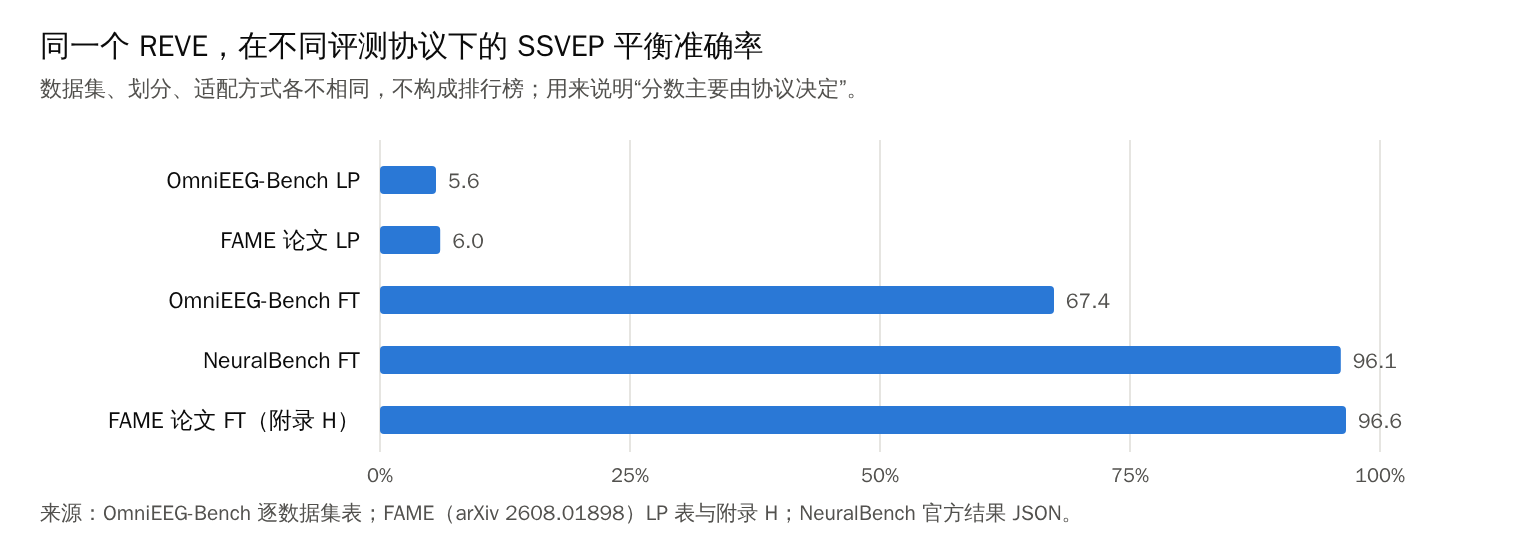 同一个 REVE，在不同评测协议下的 SSVEP 平衡准确率
数据集、划分、适配方式各不相同，不构成排行榜；用来说明“分数主要由协议决定”。
OmniEEG-Bench LP 5.6
FAME 论文 LP 6.0
OmniEEG-Bench FT 67.4
NeuralBench FT 96.1
FAME 论文 FT（附录 H） 96.6
0% 25% 50% 75% 100%
来源：OmniEEG-Bench 逐数据集表；FAME（arXiv 2608.01898）LP 表与附录 H；NeuralBench 官方结果 JSON。